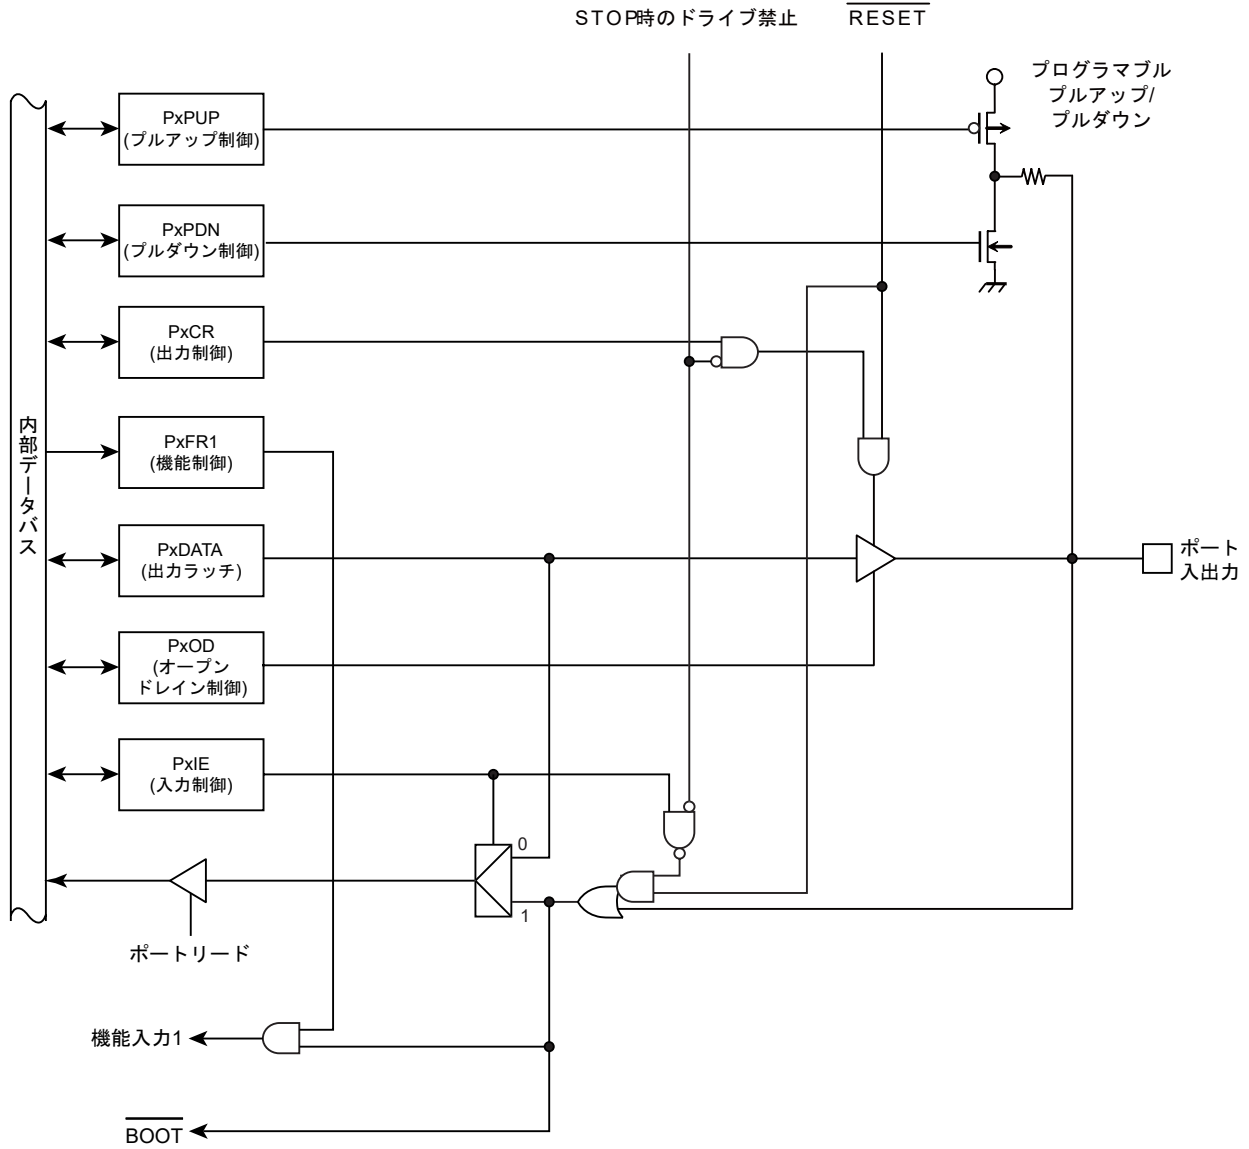 STOP時のドライブ禁止
RESET
プログラマブル
プルアップ/
プルダウン
PxPUP
(プルアップ制御)
PxPDN
(プルダウン制御)
PxCR
(出力制御)
内部データバス
PxFR1
(機能制御)
PxDATA
(出力ラッチ)
ポート
入出力
PxOD
(オープン
ドレイン制御)
PxIE
(入力制御)
0
1
ポートリード
機能入力1
BOOT